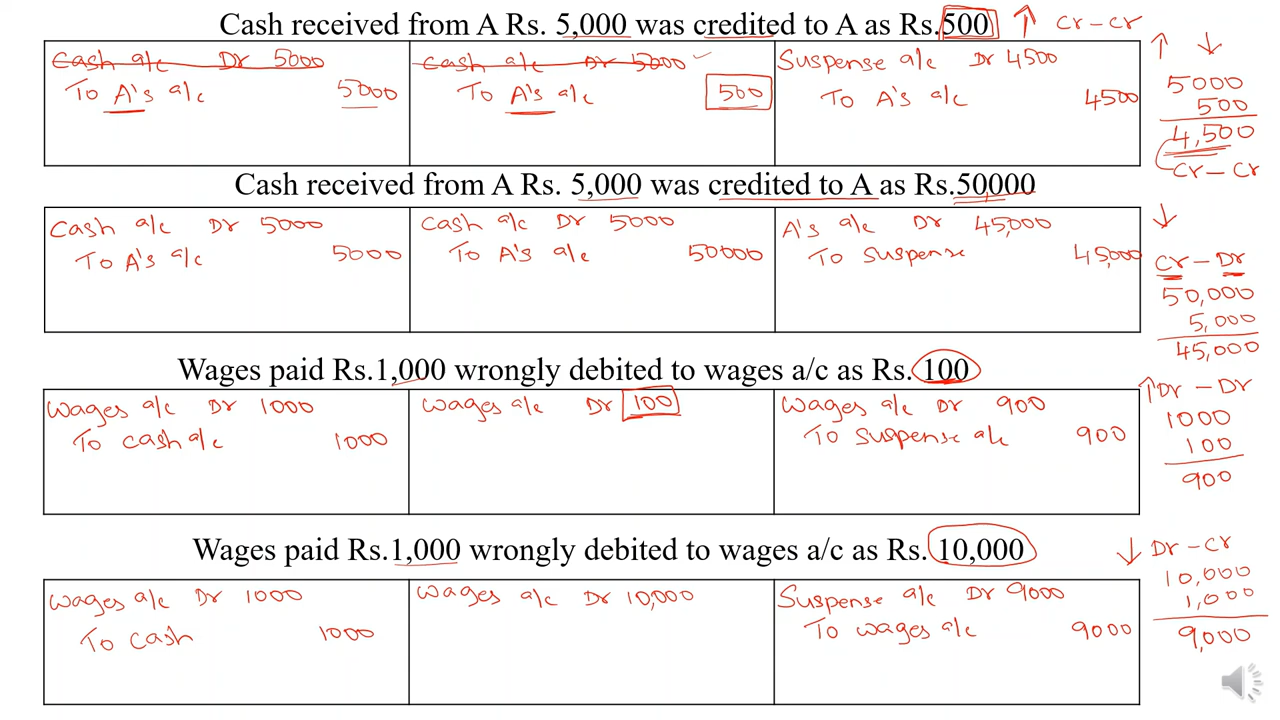 Cash received from A Rs. 5,000 was credited to A as Rs.500 ↑ Cr-Cr
Cash a/c Dr 5000
To A's a/c 5000
Cash a/c Dr 5000
To A's a/c 500
Suspense a/c Dr 4500
To A's a/c 4500
↑ ↓
5000
500
4,500
Cr-Cr
Cash received from A Rs. 5,000 was credited to A as Rs.50,000
Cash a/c Dr 5000
To A's a/c 5000
Cash a/c Dr 5000
To A's a/c 50000
A's a/c Dr 45,000
To Suspense 45,000
↓
Cr-Dr
50,000
5,000
45,000
Wages paid Rs.1,000 wrongly debited to wages a/c as Rs. 100
Wages a/c Dr 1000
To cash a/c 1000
Wages a/c Dr 100
Wages a/c Dr 900
To Suspense a/c 900
↑Dr-Dr
1000
100
900
Wages paid Rs.1,000 wrongly debited to wages a/c as Rs. 10,000
Wages a/c Dr 1000
To Cash 1000
Wages a/c Dr 10,000
Suspense a/c Dr 9000
To wages a/c 9000
↓ Dr-Cr
10,000
1,000
9,000